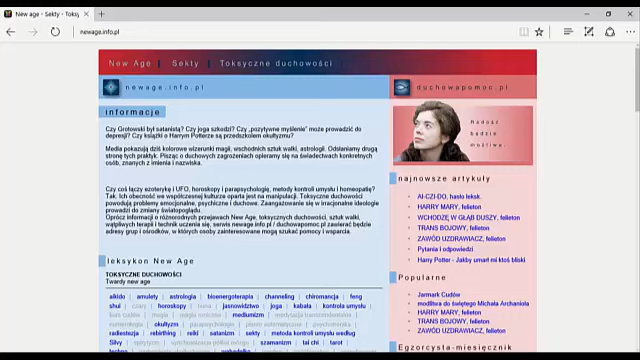 New age - Sekty - Toksyc
newage.info.pl
New Age | Sekty | Toksyczne duchowości
newage.info.pl
duchowapomoc.pl
informacje
Czy Grotowski był satanistą? Czy joga szkodzi? Czy „pozytywne myślenie" może prowadzić do
depresji? Czy książki o Harrym Potterze są przedszkolem okultyzmu?
Media pokazują dziś kolorowe wizerunki magii, wschodnich sztuk walki, astrologii. Odsłaniamy drugą
stronę tych praktyk. Pisząc o duchowych zagrożeniach opieramy się na świadectwach konkretnych
osób, znanych z imienia i nazwiska.
Czy coś łączy ezoterykę i UFO, horoskopy i parapsychologię, metody kontroli umysłu i homeopatię?
Tak. Ich obecność we współczesnej kulturze oparta jest na manipulacji. Toksyczne duchowości
powodują problemy emocjonalne, psychiczne i duchowe. Zaangażowanie się w irracjonalne ideologie
prowadzi do zmiany światopoglądu.
Oprócz informacji o różnorodnych przejawach New Age, toksycznych duchowości, sztuk walki,
wątpliwych terapii i technik uczenia się, serwis newage.info.pl / duchowapomoc.pl zawierać będzie
adresy grup i ośrodków, w których osoby zainteresowane mogą szukać pomocy i wsparcia.
Radość
będzie
możliwa.
najnowsze artykuły
AI-CZI-DO, hasło leksk.
HARRY MARY, felieton
WCHODZĘ W GŁĄB DUSZY, felieton
TRANS BOJOWY, felieton
ZAWÓD UZDRAWIACZ, felieton
Pytania i odpowiedzi
Harry Potter - Jakby umarł mi ktoś bliski
leksykon New Age
TOKSYCZNE DUCHOWOŚCI
Twardy new age
aikido | amulety | astrologia | bioenergoterapia | channeling | chiromancja | feng
shui | czary | horoskopy | | jasnowidztwo | joga | kabała | kontrola umysłu |
kurs cudów | magia | | mediumizm |
numerologia | okultyzm | parapsychologia |
radiestezja | rebirthing | reiki | satanizm | sekty | metoda kontroli umysłu według
Silvy | | szamanizm | tai chi | tarot |
Popularne
Jarmark Cudów
modlitwa do świętego Michała Archanioła
HARRY MARY, felieton
TRANS BOJOWY, felieton
ZAWÓD UZDRAWIACZ, felieton
Egzorcysta-miesięcznik